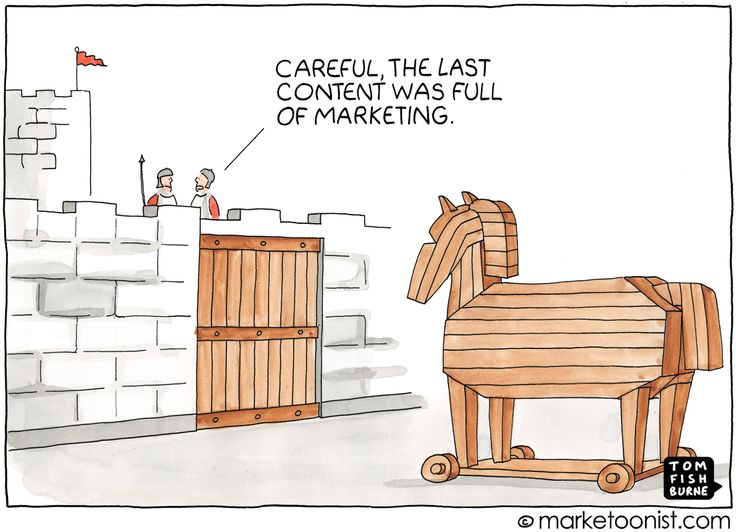 CAREFUL, THE LAST
CONTENT WAS FULL
OF MARKETING.
TOM
FISH
BURNE
© marketoonist.com